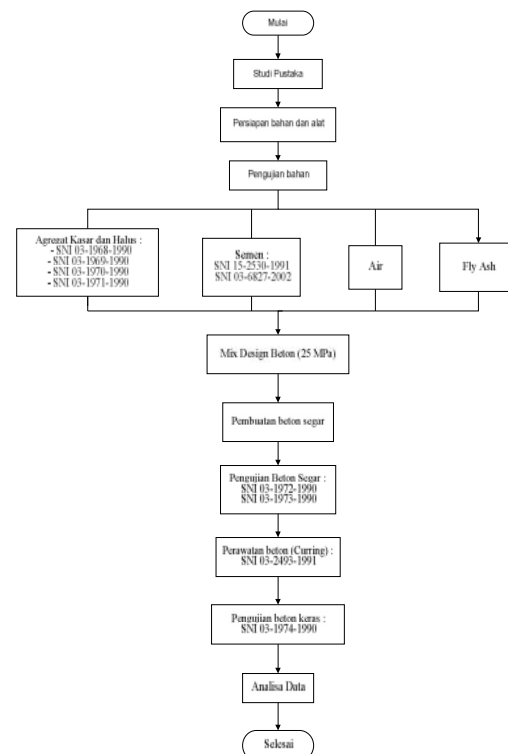 Mulai
Studi Pustaka
Persiapan bahan dan alat
Pengujian bahan
Agregat Kasar dan Halus :
- SNI 03-1968-1990
- SNI 03-1969-1990
- SNI 03-1970-1990
- SNI 03-1971-1990
Semen :
SNI 15-2530-1991
SNI 03-6827-2002
Air
Fly Ash
Mix Design Beton (25 MPa)
Pembuatan beton segar
Pengujian Beton Segar :
SNI 03-1972-1990
SNI 03-1973-1990
Perawatan beton (Curring) :
SNI 03-2493-1991
Pengujian beton keras :
SNI 03-1974-1990
Analisa Data
Selesai